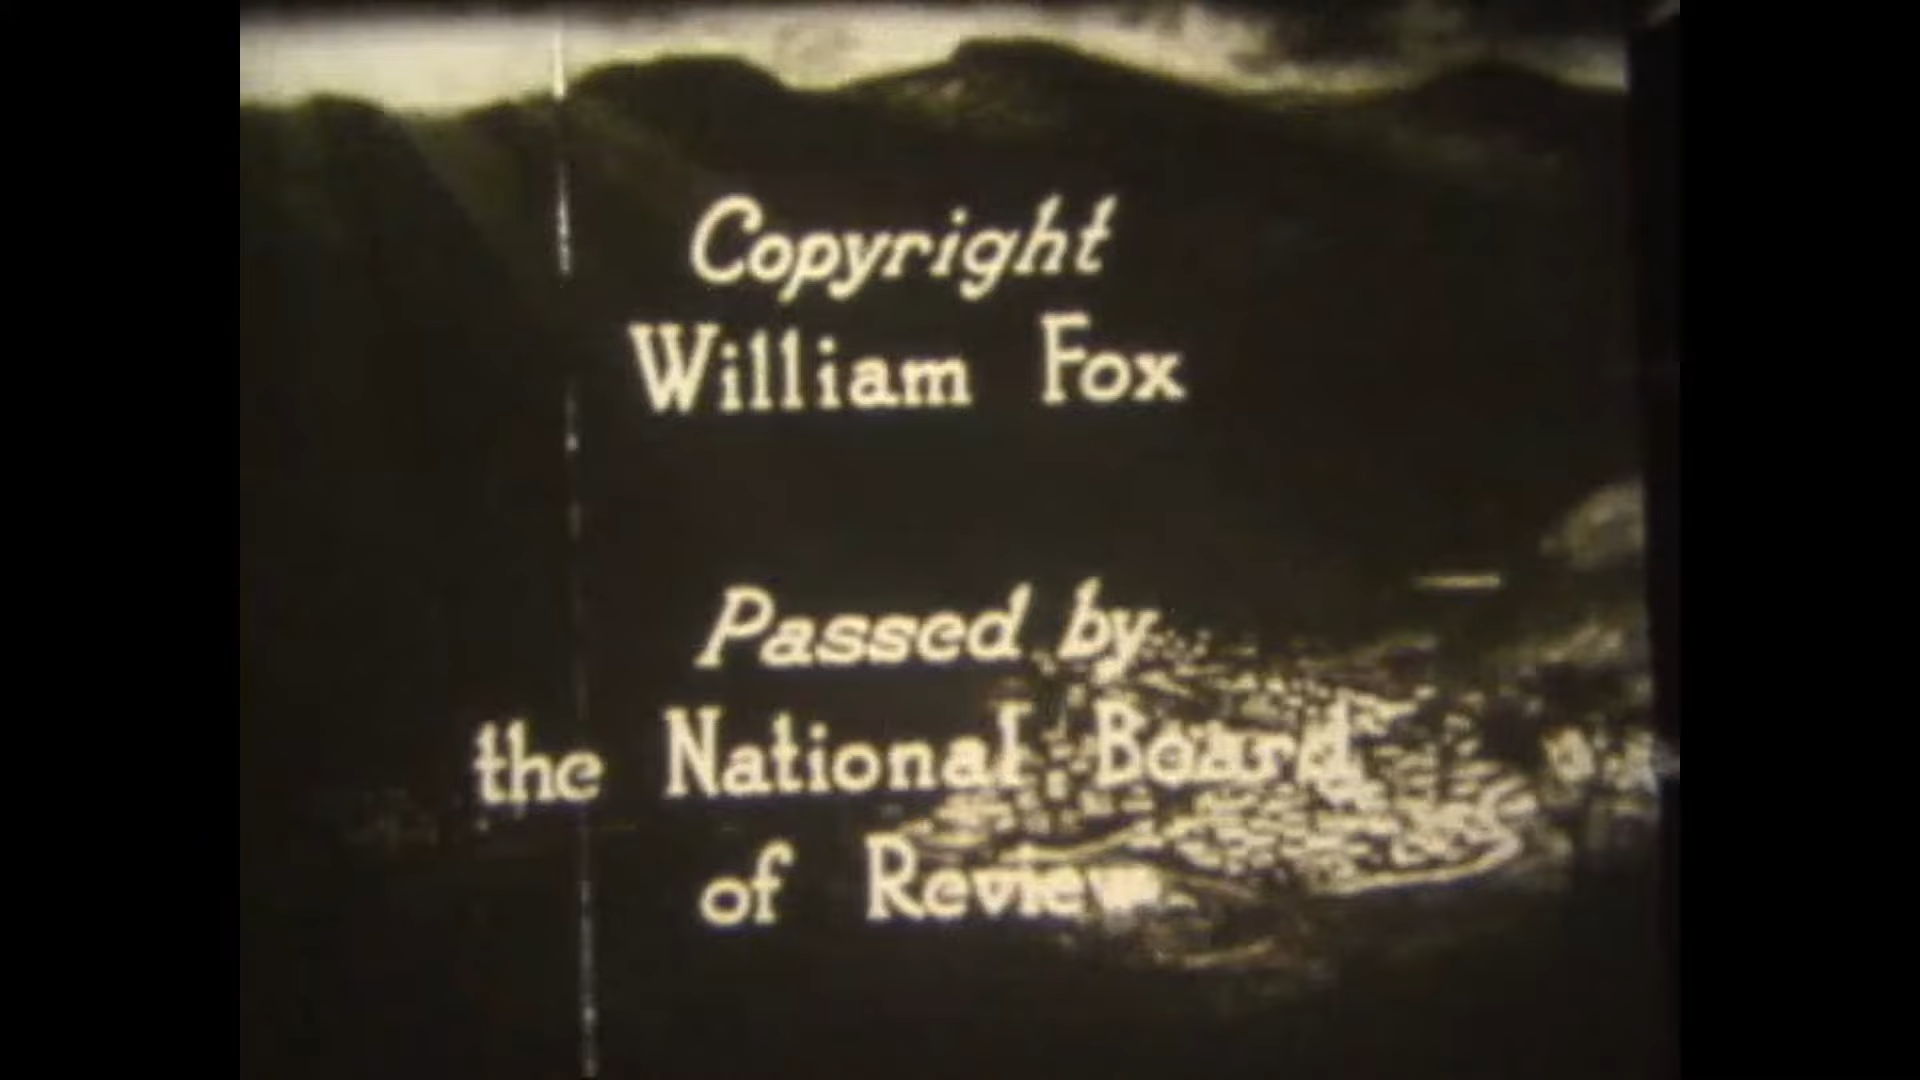 Copyright
William Fox
Passed by
the National Board
of Review.